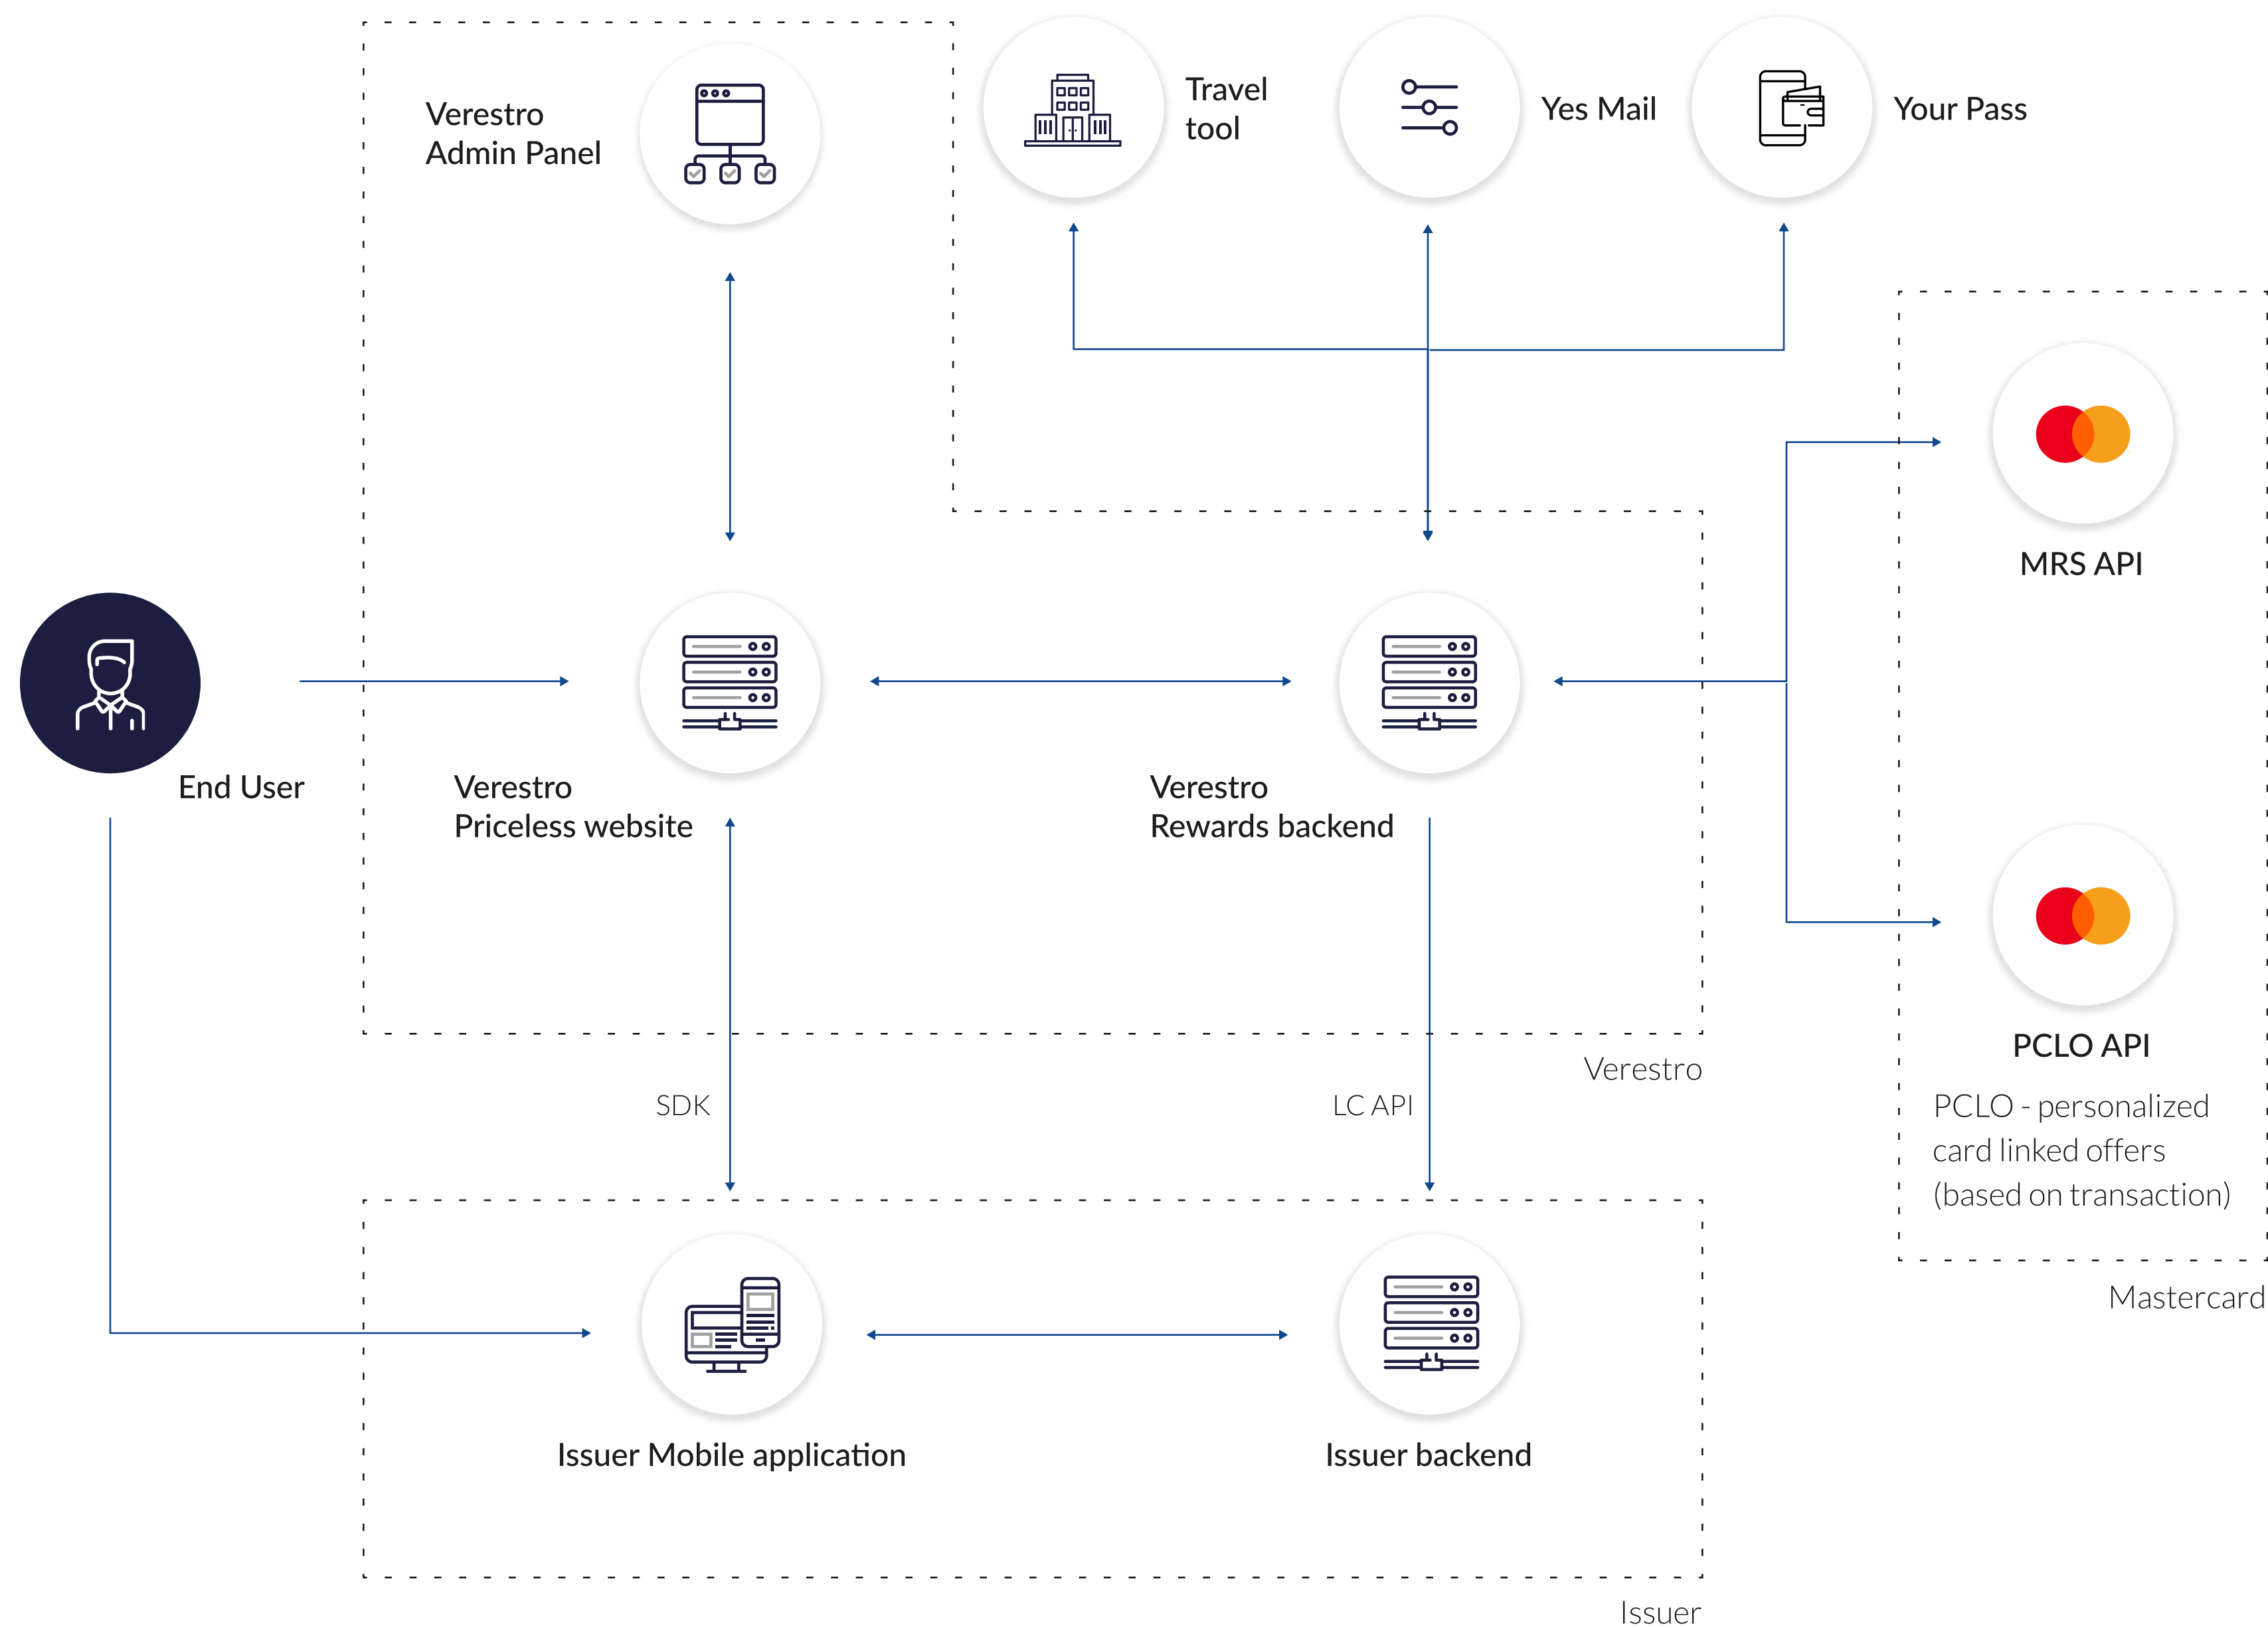 Verestro
Admin Panel
Travel
tool
Yes Mail
Your Pass
MRS API
End User
Verestro
Priceless website
Verestro
Rewards backend
PCLO API
PCLO - personalized
card linked offers
(based on transaction)
Verestro
SDK
LC API
Mastercard
Issuer Mobile application
Issuer backend
Issuer